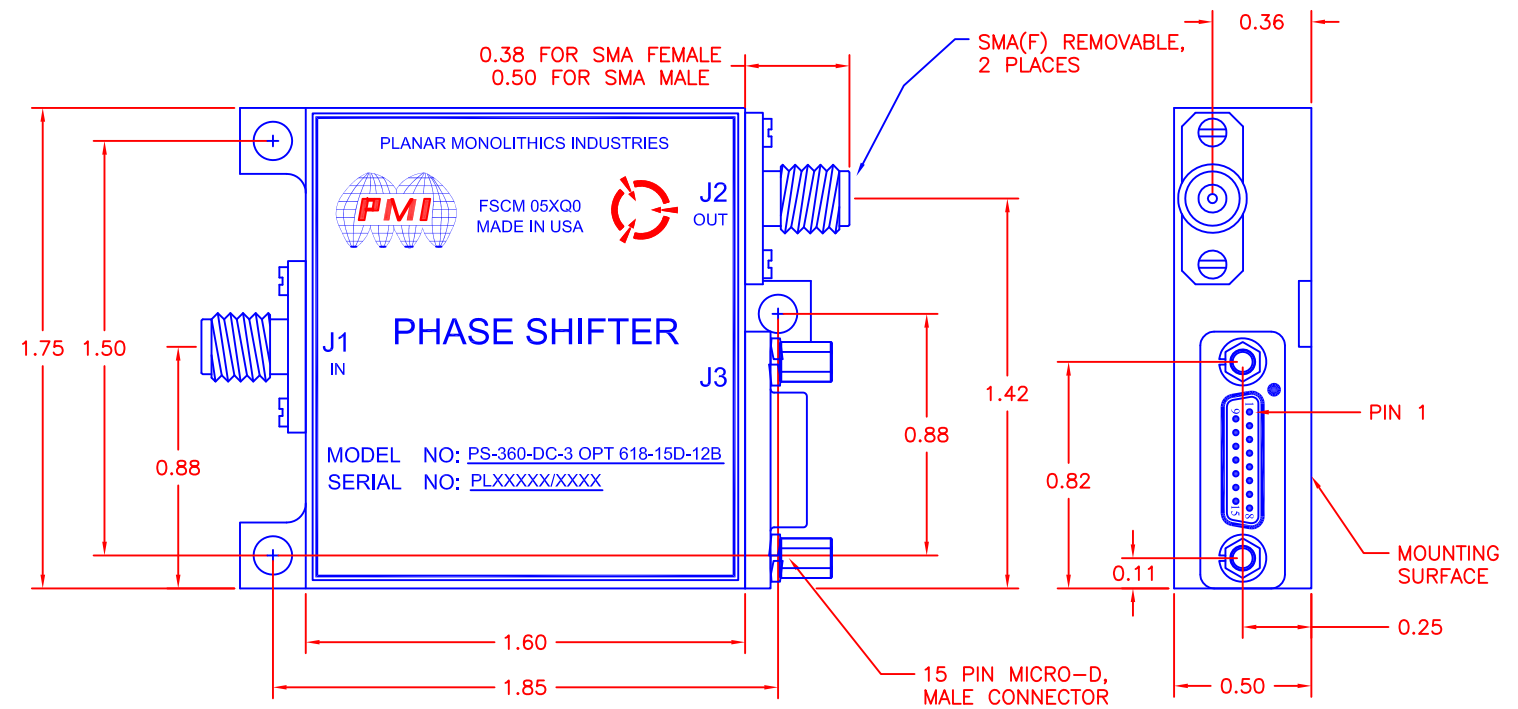 0.38 FOR SMA FEMALE
0.50 FOR SMA MALE
SMA(F) REMOVABLE,
2 PLACES
0.36
PLANAR MONOLITHICS INDUSTRIES
PMI
FSCM 05XQ0
MADE IN USA
J2
OUT
1.75
1.50
J1
IN
PHASE SHIFTER
J3
1.42
0.88
0.88
MODEL NO: PS-360-DC-3 OPT 618-15D-12B
SERIAL NO: PLXXXXX/XXXX
1.60
1.85
15 PIN MICRO-D,
MALE CONNECTOR
PIN 1
1
9
15
8
0.82
0.11
MOUNTING
SURFACE
0.25
0.50